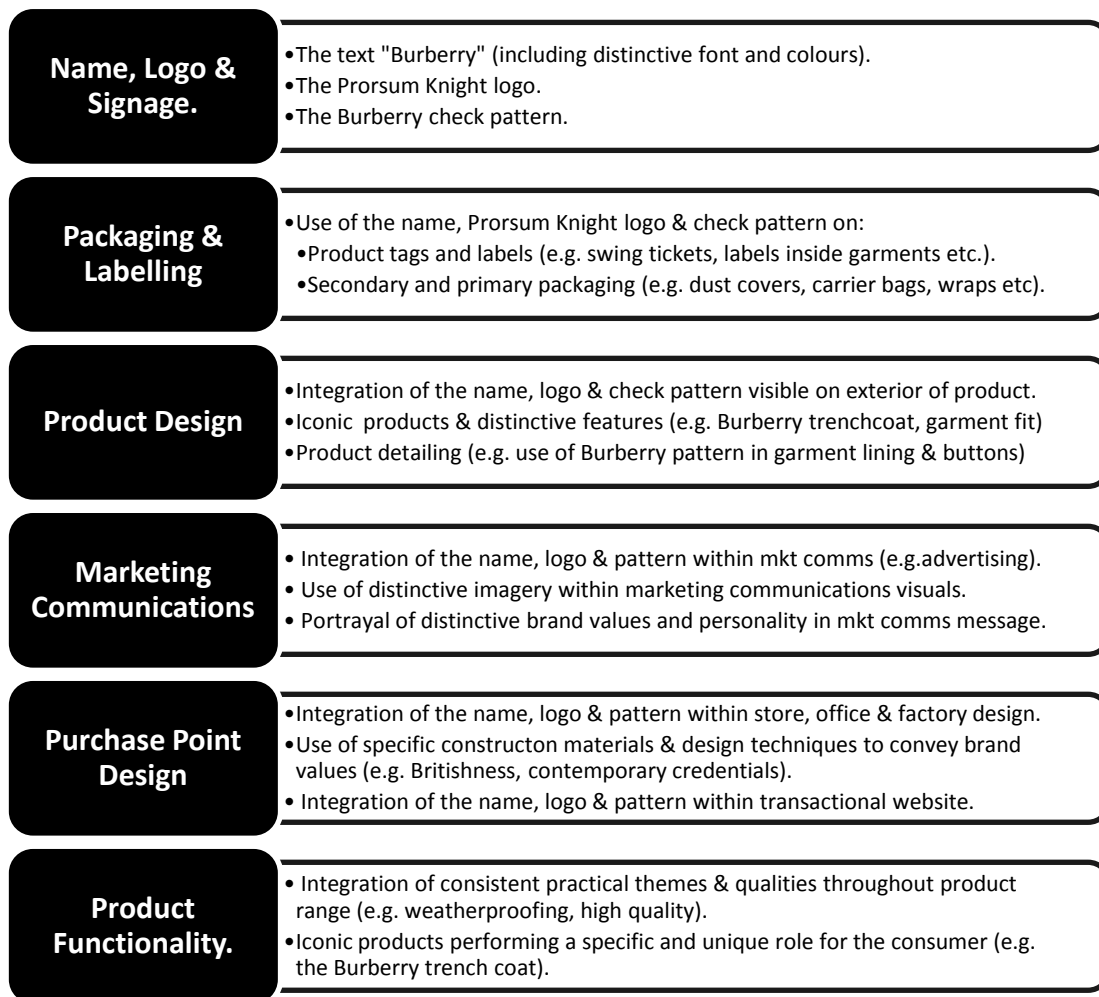 Name, Logo &
Signage.
•The text "Burberry" (including distinctive font and colours).
•The Prorsum Knight logo.
•The Burberry check pattern.
Packaging &
Labelling
•Use of the name, Prorsum Knight logo & check pattern on:
•Product tags and labels (e.g. swing tickets, labels inside garments etc.).
•Secondary and primary packaging (e.g. dust covers, carrier bags, wraps etc).
Product Design
•Integration of the name, logo & check pattern visible on exterior of product.
•Iconic products & distinctive features (e.g. Burberry trenchcoat, garment fit)
•Product detailing (e.g. use of Burberry pattern in garment lining & buttons)
Marketing
Communications
• Integration of the name, logo & pattern within mkt comms (e.g.advertising).
• Use of distinctive imagery within marketing communications visuals.
• Portrayal of distinctive brand values and personality in mkt comms message.
Purchase Point
Design
•Integration of the name, logo & pattern within store, office & factory design.
•Use of specific constructon materials & design techniques to convey brand
values (e.g. Britishness, contemporary credentials).
• Integration of the name, logo & pattern within transactional website.
Product
Functionality.
• Integration of consistent practical themes & qualities throughout product
range (e.g. weatherproofing, high quality).
•Iconic products performing a specific and unique role for the consumer (e.g.
the Burberry trench coat).